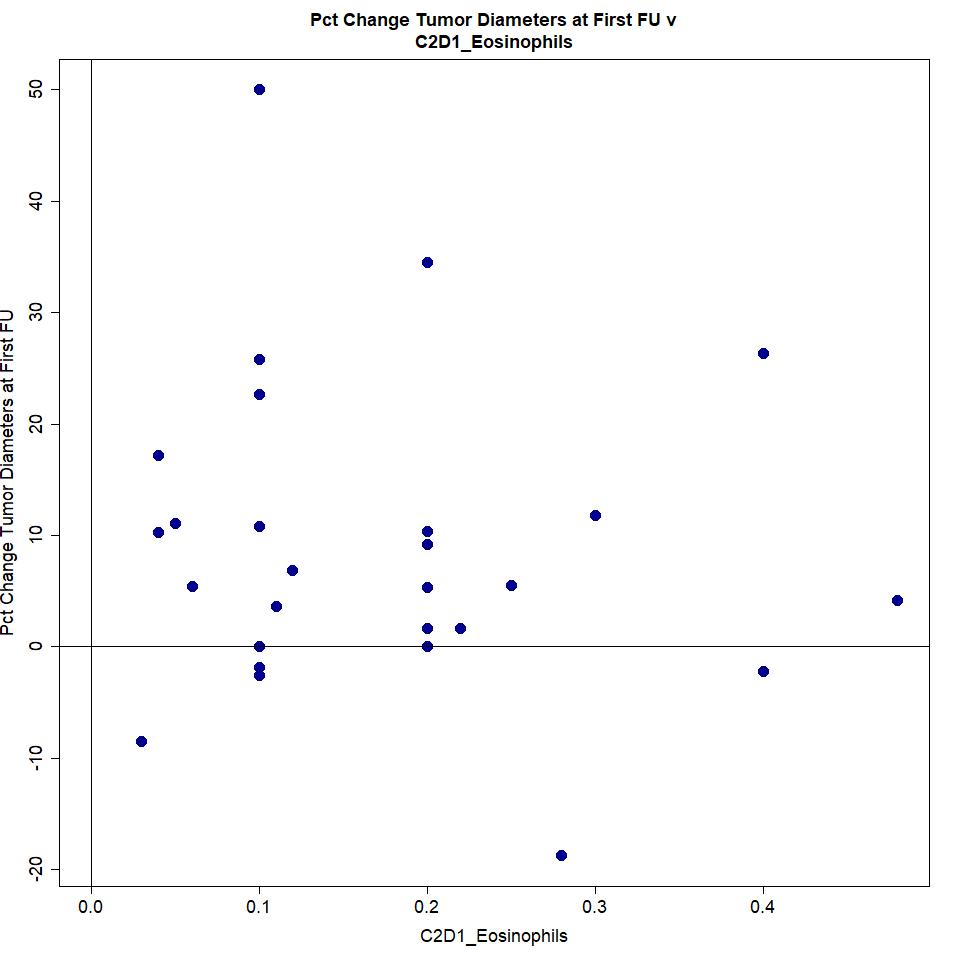 Pct Change Tumor Diameters at First FU v
C2D1_Eosinophils
Pct Change Tumor Diameters at First FU
50
40
30
20
10
0
-10
-20
0.0 0.1 0.2 0.3 0.4
C2D1_Eosinophils